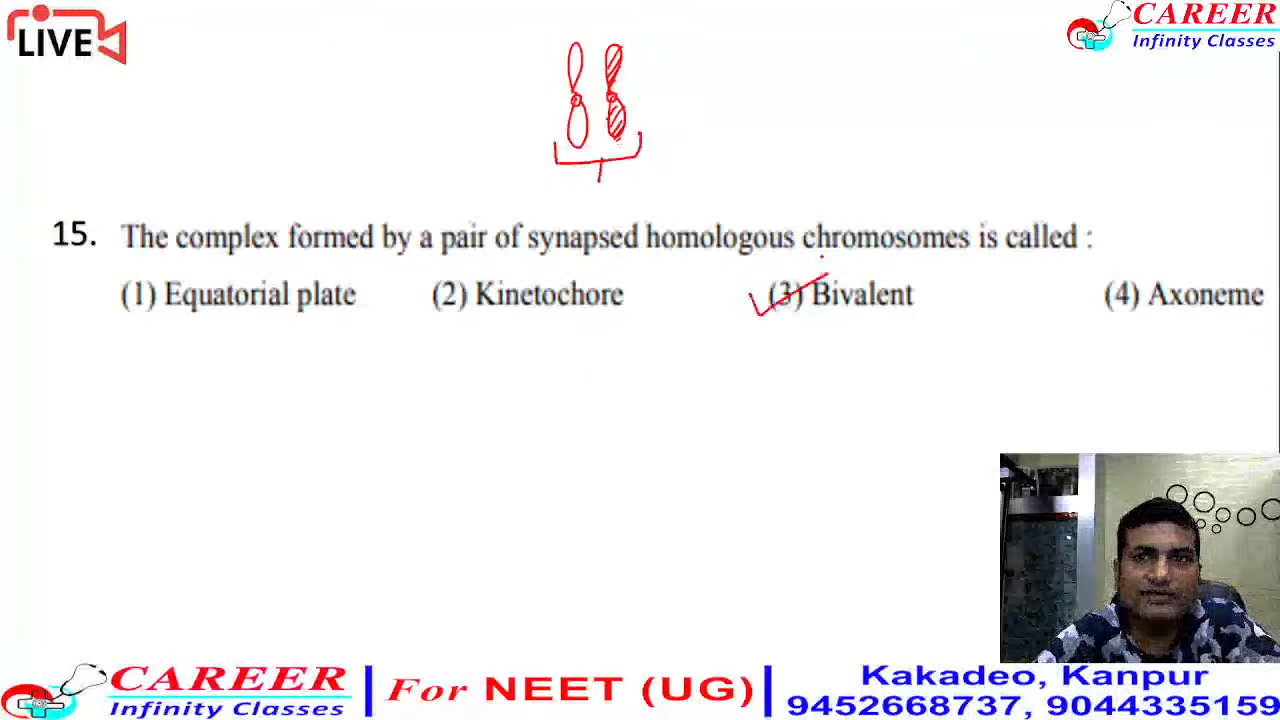 LIVE
CAREER
Infinity Classes
15. The complex formed by a pair of synapsed homologous chromosomes is called :
(1) Equatorial plate (2) Kinetochore (3) Bivalent (4) Axoneme
CAREER
Infinity Classes
For NEET (UG)
Kakadeo, Kanpur
9452668737, 9044335159